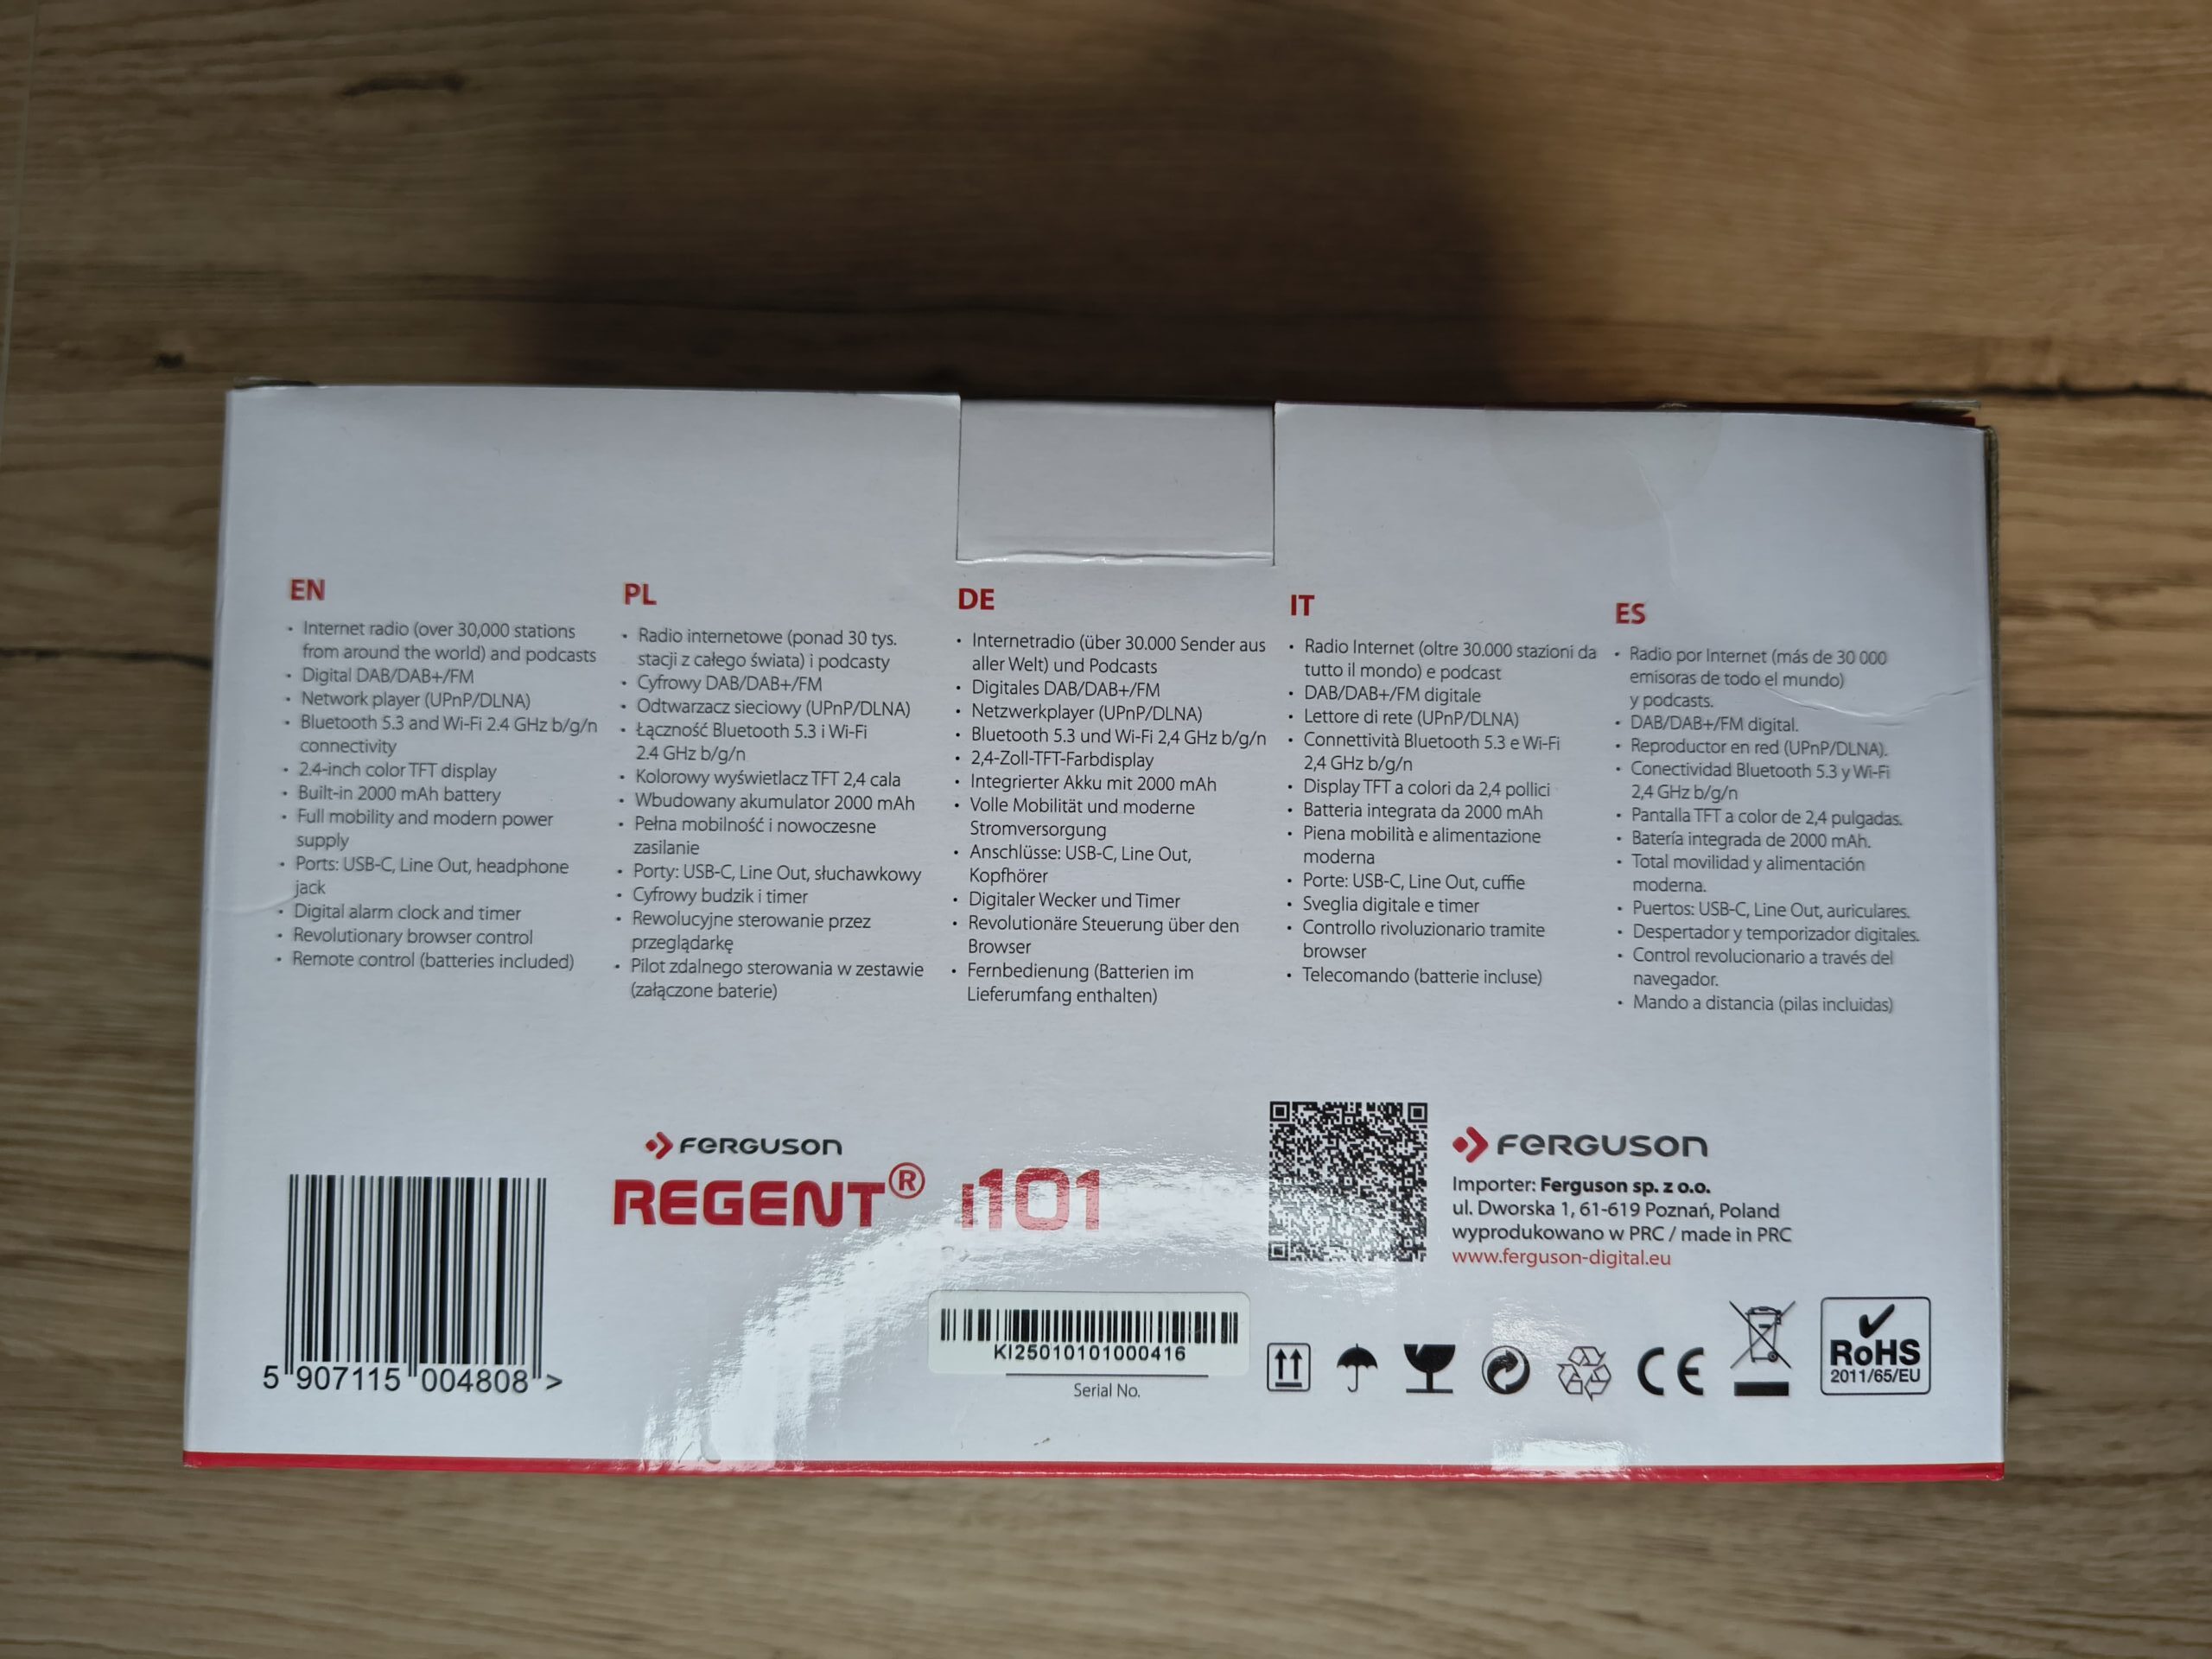 EN
• Internet radio (over 30,000 stations
from around the world) and podcasts
• Digital DAB/DAB+/FM
• Network player (UPnP/DLNA)
• Bluetooth 5.3 and Wi-Fi 2.4 GHz b/g/n
connectivity
• 2.4-inch color TFT display
• Built-in 2000 mAh battery
• Full mobility and modern power
supply
• Ports: USB-C, Line Out, headphone
jack
• Digital alarm clock and timer
• Revolutionary browser control
• Remote control (batteries included)
PL
• Radio internetowe (ponad 30 tys.
stacji z całego świata) i podcasty
• Cyfrowy DAB/DAB+/FM
• Odtwarzacz sieciowy (UPnP/DLNA)
• Łączność Bluetooth 5.3 i Wi-Fi
2.4 GHz b/g/n
• Kolorowy wyświetlacz TFT 2,4 cala
• Wbudowany akumulator 2000 mAh
• Pełna mobilność i nowoczesne
zasilanie
• Porty: USB-C, Line Out, słuchawkowy
• Cyfrowy budzik i timer
• Rewolucyjne sterowanie przez
przeglądarkę
• Pilot zdalnego sterowania w zestawie
(załączone baterie)
DE
• Internetradio (über 30.000 Sender aus
aller Welt) und Podcasts
• Digitales DAB/DAB+/FM
• Netzwerkplayer (UPnP/DLNA)
• Bluetooth 5.3 und Wi-Fi 2,4 GHz b/g/n
• 2,4-Zoll-TFT-Farbdisplay
• Integrierter Akku mit 2000 mAh
• Volle Mobilität und moderne
Stromversorgung
• Anschlüsse: USB-C, Line Out,
Kopfhörer
• Digitaler Wecker und Timer
• Revolutionäre Steuerung über den
Browser
• Fernbedienung (Batterien im
Lieferumfang enthalten)
IT
• Radio Internet (oltre 30.000 stazioni da
tutto il mondo) e podcast
• DAB/DAB+/FM digitale
• Lettore di rete (UPnP/DLNA)
• Connettività Bluetooth 5.3 e Wi-Fi
2,4 GHz b/g/n
• Display TFT a colori da 2,4 pollici
• Batteria integrata da 2000 mAh
• Piena mobilità e alimentazione
moderna
• Porte: USB-C, Line Out, cuffie
• Sveglia digitale e timer
• Controllo rivoluzionario tramite
browser
• Telecomando (batterie incluse)
ES
• Radio por Internet (más de 30 000
emisoras de todo el mundo)
y podcasts.
• DAB/DAB+/FM digital.
• Reproductor en red (UPnP/DLNA).
• Conectividad Bluetooth 5.3 y Wi-Fi
2,4 GHz b/g/n
• Pantalla TFT a color de 2,4 pulgadas.
• Batería integrada de 2000 mAh.
• Total movilidad y alimentación
moderna.
• Puertos: USB-C, Line Out, auriculares.
• Despertador y temporizador digitales.
• Control revolucionario a través del
navegador.
• Mando a distancia (pilas incluidas)
5 907115 004808 >
FERGUSON
REGENT® i101
KI25010101000416
Serial No.
FERGUSON
Importer: Ferguson sp. z o.o.
ul. Dworska 1, 61-619 Poznań, Poland
wyprodukowano w PRC / made in PRC
www.ferguson-digital.eu
CE
RoHS
2011/65/EU